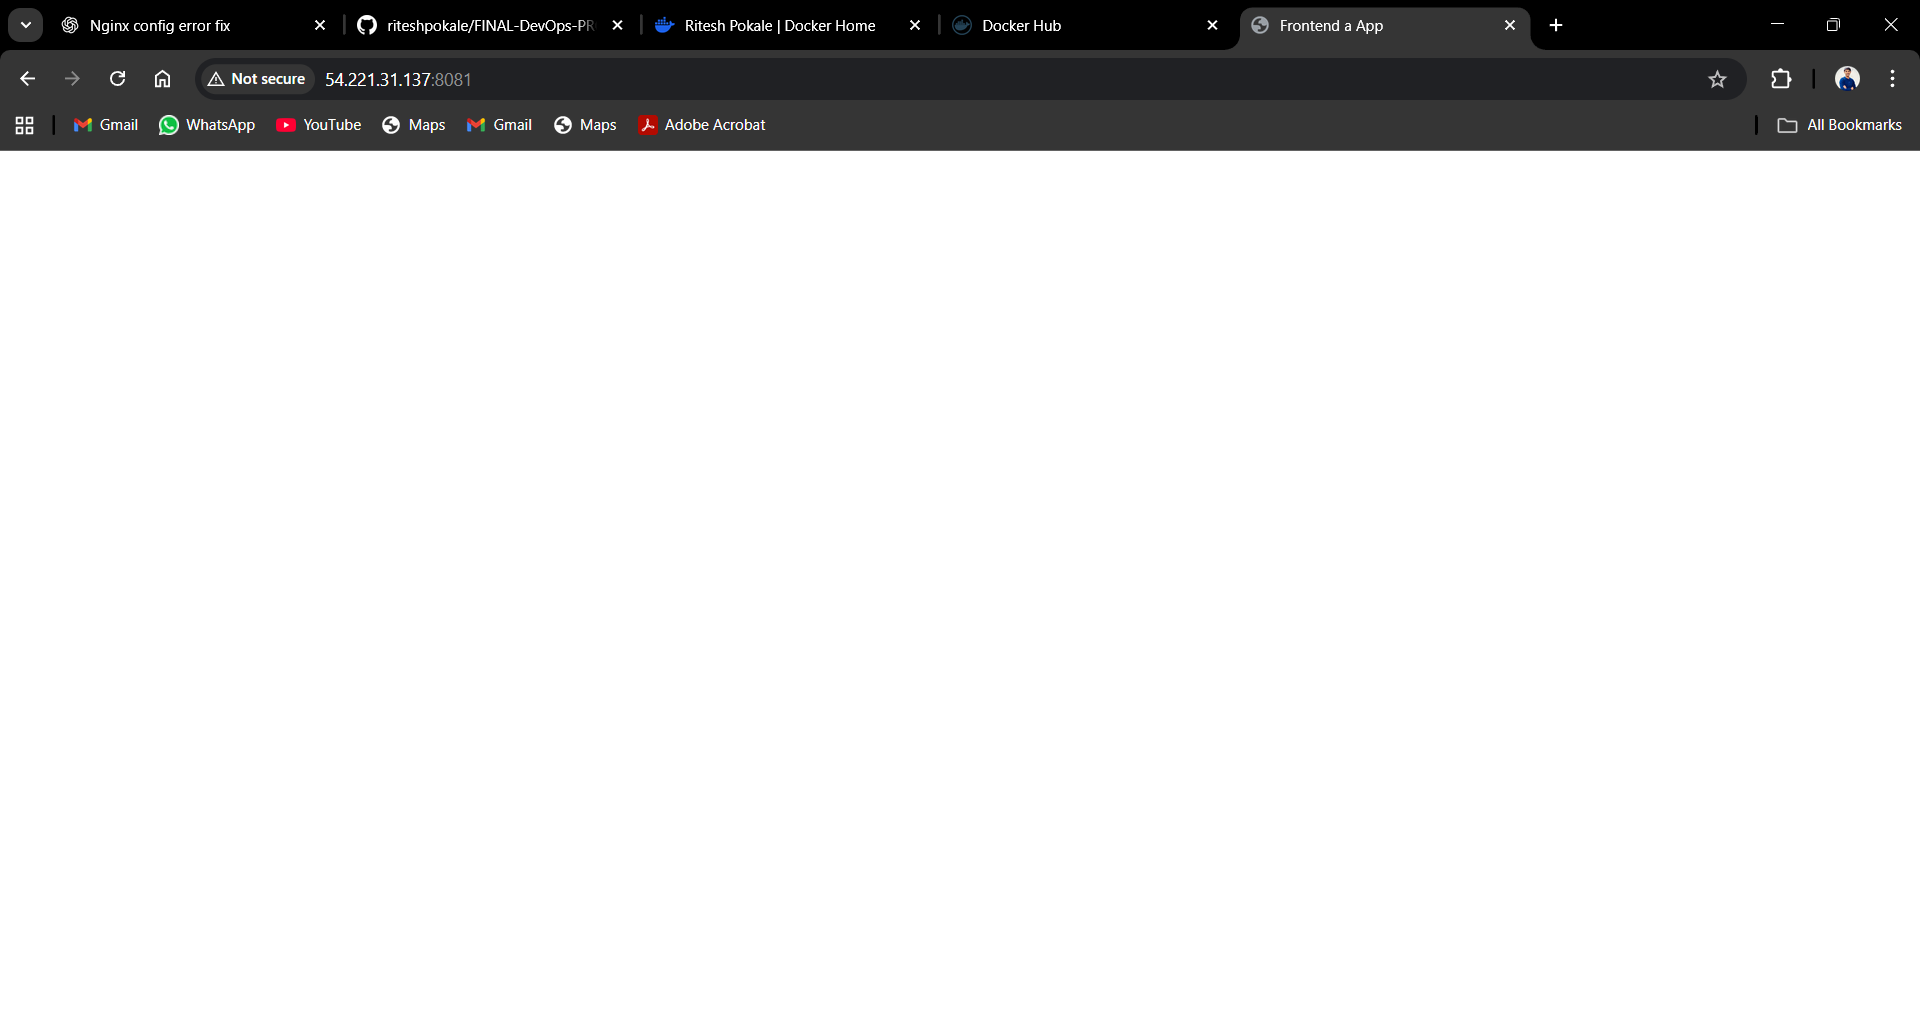 Nginx config error fix
riteshpokale/FINAL-DevOps-PR
Ritesh Pokale | Docker Home
Docker Hub
Frontend a App
Not secure
54.221.31.137:8081
Gmail
WhatsApp
YouTube
Maps
Gmail
Maps
Adobe Acrobat
All Bookmarks